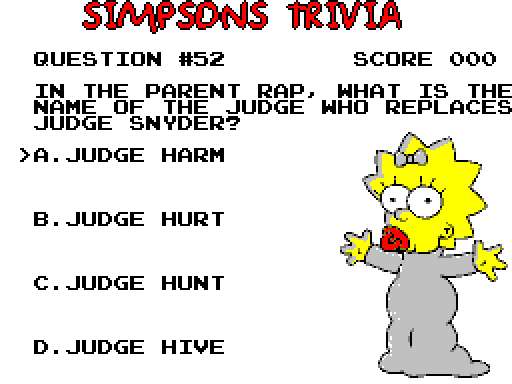 SIMPSONS TRIVIA
QUESTION #52 SCORE 000
IN THE PARENT RAP, WHAT IS THE
NAME OF THE JUDGE WHO REPLACES
JUDGE SNYDER?
>A.JUDGE HARM
B.JUDGE HURT
C.JUDGE HUNT
D.JUDGE HIVE